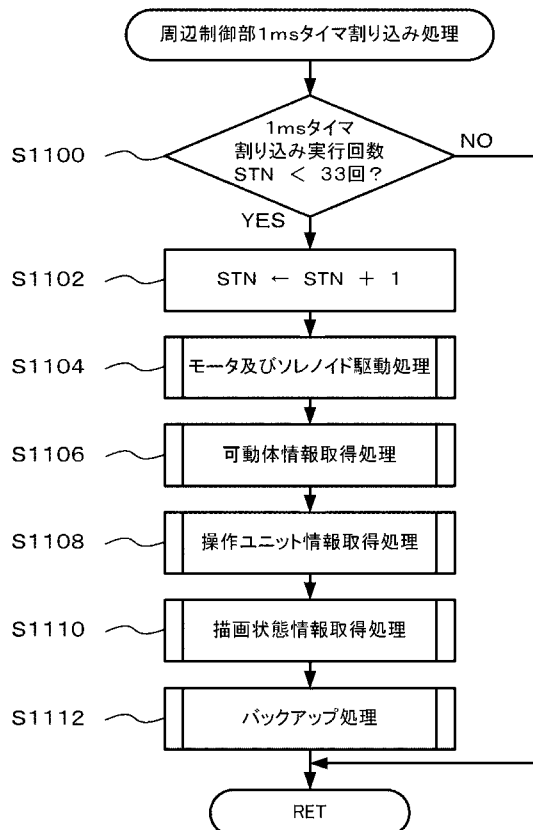 周辺制御部1msタイマ割り込み処理
S1100
1msタイマ
割り込み実行回数
STN < 33回?
NO
YES
S1102
STN ← STN + 1
S1104
モータ及びソレノイド駆動処理
S1106
可動体情報取得処理
S1108
操作ユニット情報取得処理
S1110
描画状態情報取得処理
S1112
バックアップ処理
RET